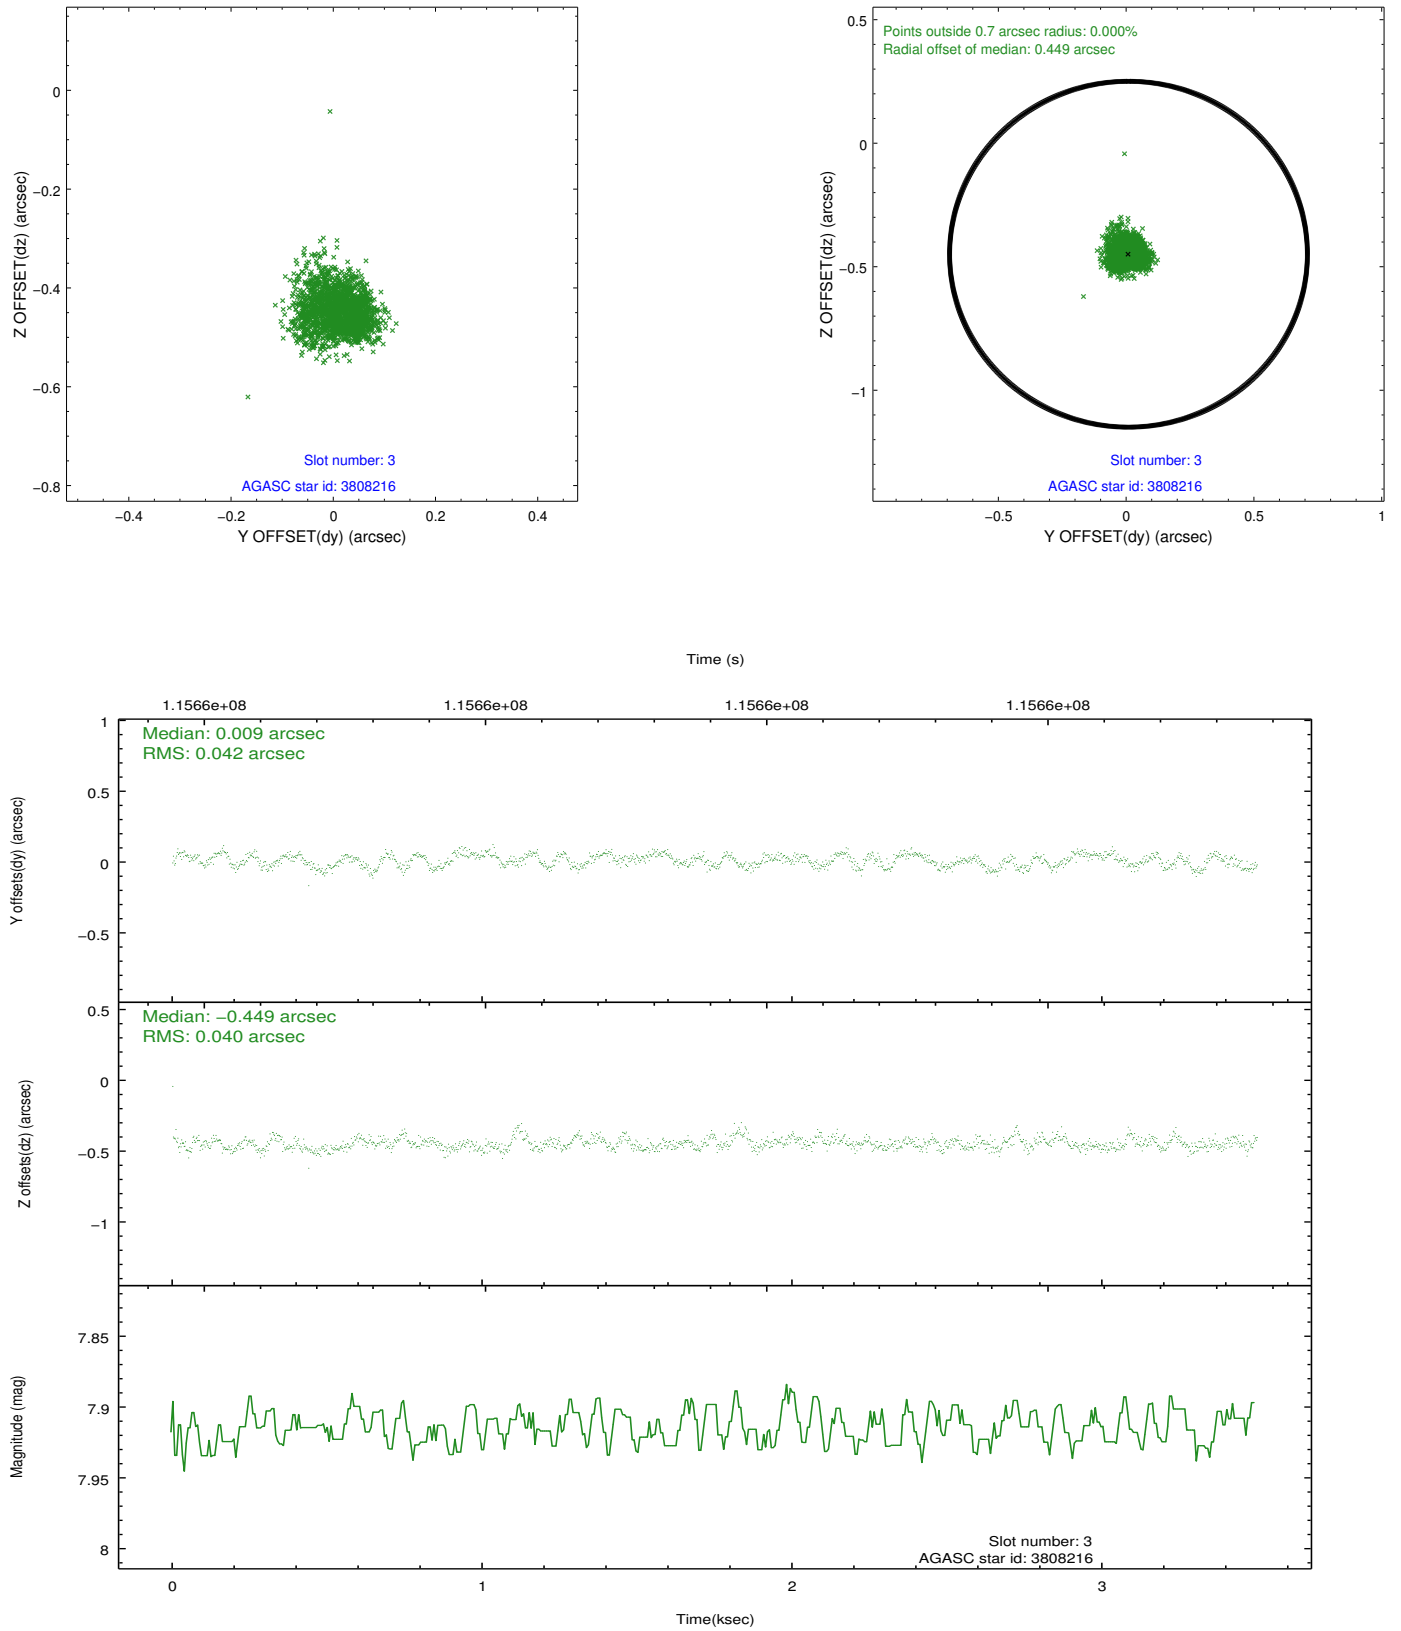 0
−0.2
−0.4
−0.6
−0.8
Z OFFSET(dz) (arcsec)
Slot number: 3
AGASC star id: 3808216
−0.4
−0.2
0
0.2
0.4
Y OFFSET(dy) (arcsec)
Points outside 0.7 arcsec radius: 0.000%
Radial offset of median: 0.449 arcsec
0.5
0
−0.5
−1
Z OFFSET(dz) (arcsec)
Slot number: 3
AGASC star id: 3808216
−0.5
0
0.5
1
Y OFFSET(dy) (arcsec)
Time (s)
1.1566e+08
1.1566e+08
1.1566e+08
1.1566e+08
Median: 0.009 arcsec
RMS: 0.042 arcsec
1
0.5
0
−0.5
Y offsets(dy) (arcsec)
Median: −0.449 arcsec
RMS: 0.040 arcsec
0.5
0
−0.5
−1
Z offsets(dz) (arcsec)
7.85
7.9
7.95
8
Magnitude (mag)
Slot number: 3
AGASC star id: 3808216
0
1
2
3
Time(ksec)